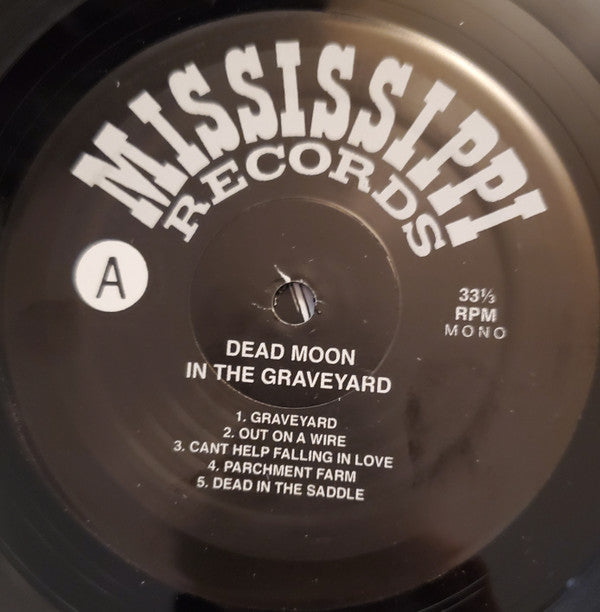 MISSISSIPPI
RECORDS
A
33⅓
RPM
MONO
DEAD MOON
IN THE GRAVEYARD
1. GRAVEYARD
2. OUT ON A WIRE
3. CANT HELP FALLING IN LOVE
4. PARCHMENT FARM
5. DEAD IN THE SADDLE